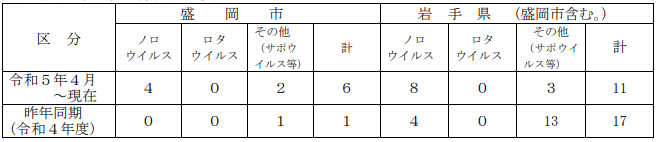 区 分 盛 岡 市 岩 手 県 (盛岡市含む。)
ノロ ロタ その他 計 ノロ ロタ その他 計
ウイルス ウイルス (サポウイ ウイルス ウイルス (サポウイ
ルス等) ルス等)
令和5年4月 4 0 2 6 8 0 3 11
~現在
昨年同期 0 0 1 1 4 0 13 17
(令和4年度)